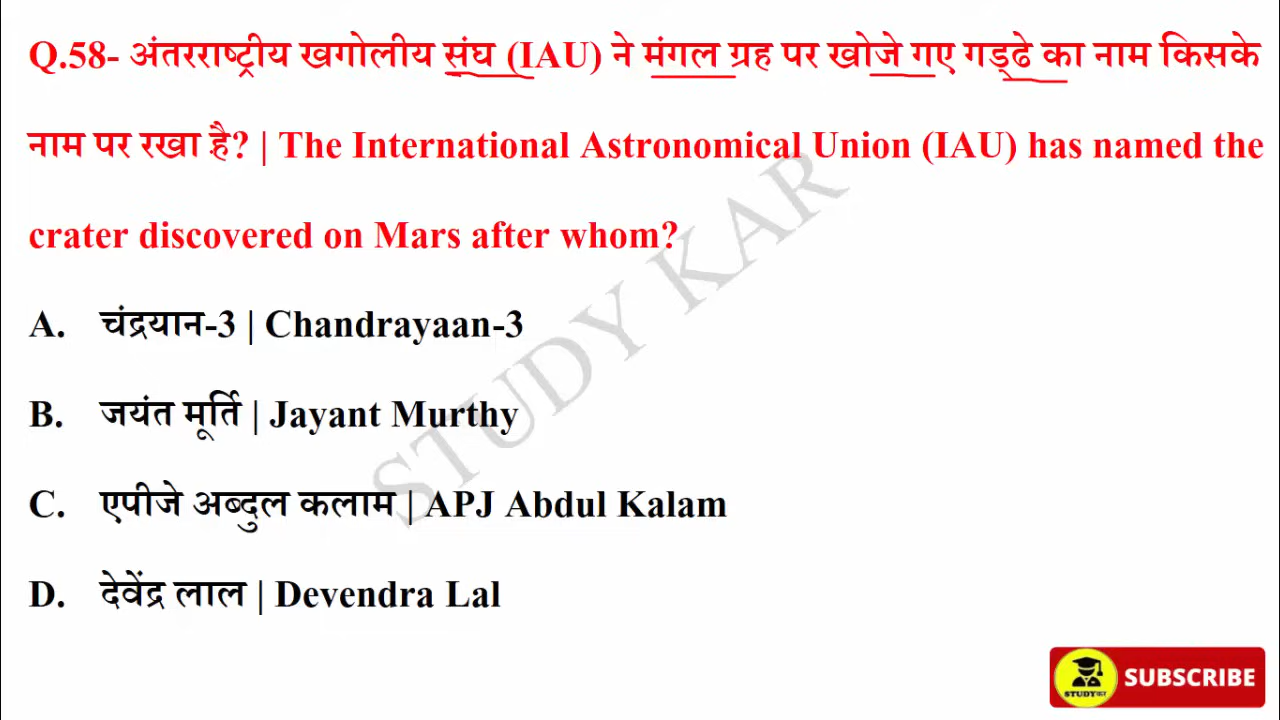 Q.58- अंतरराष्ट्रीय खगोलीय संघ (IAU) ने मंगल ग्रह पर खोजे गए गड्ढे का नाम किसके
नाम पर रखा है? | The International Astronomical Union (IAU) has named the
crater discovered on Mars after whom?
A. चंद्रयान-3 | Chandrayaan-3
B. जयंत मूर्ति | Jayant Murthy
C. एपीजे अब्दुल कलाम | APJ Abdul Kalam
D. देवेंद्र लाल | Devendra Lal
STUDY KAR
SUBSCRIBE